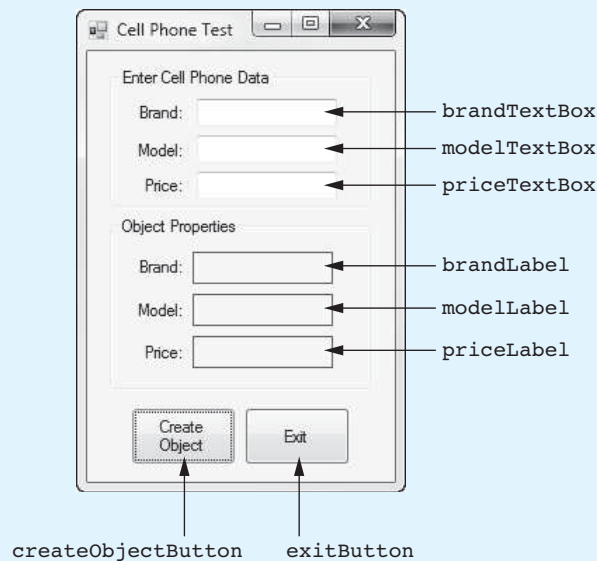 Cell Phone Test
Enter Cell Phone Data
Brand:
brandTextBox
Model:
modelTextBox
Price:
priceTextBox
Object Properties
Brand:
brandLabel
Model:
modelLabel
Price:
priceLabel
Create
Object
Exit
createObjectButton
exitButton